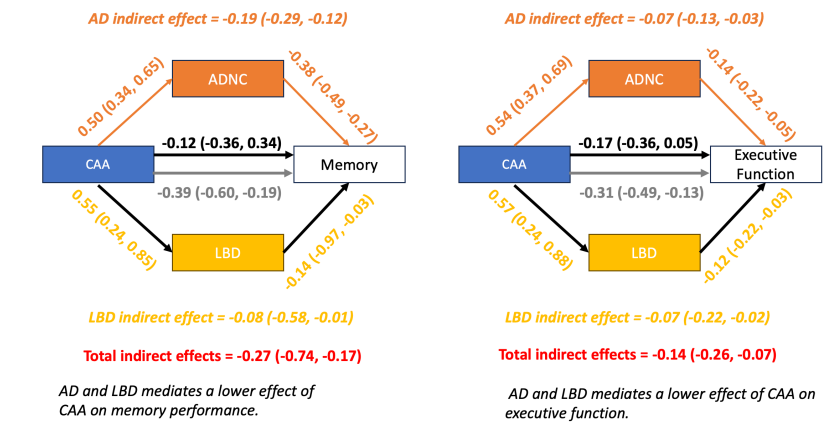 AD indirect effect = -0.19 (-0.29, -0.12)
0.50 (0.34, 0.65)
ADNC
-0.38 (-0.49, -0.27)
-0.12 (-0.36, 0.34)
CAA
Memory
-0.39 (-0.60, -0.19)
0.55 (0.24, 0.85)
LBD
-0.14 (-0.97, -0.03)
LBD indirect effect = -0.08 (-0.58, -0.01)
Total indirect effects = -0.27 (-0.74, -0.17)
AD and LBD mediates a lower effect of
CAA on memory performance.
AD indirect effect = -0.07 (-0.13, -0.03)
0.54 (0.37, 0.69)
ADNC
-0.14 (-0.22, -0.05)
-0.17 (-0.36, 0.05)
CAA
Executive
Function
-0.31 (-0.49, -0.13)
0.57 (0.24, 0.88)
LBD
-0.12 (-0.22, -0.03)
LBD indirect effect = -0.07 (-0.22, -0.02)
Total indirect effects = -0.14 (-0.26, -0.07)
AD and LBD mediates a lower effect of CAA on
executive function.